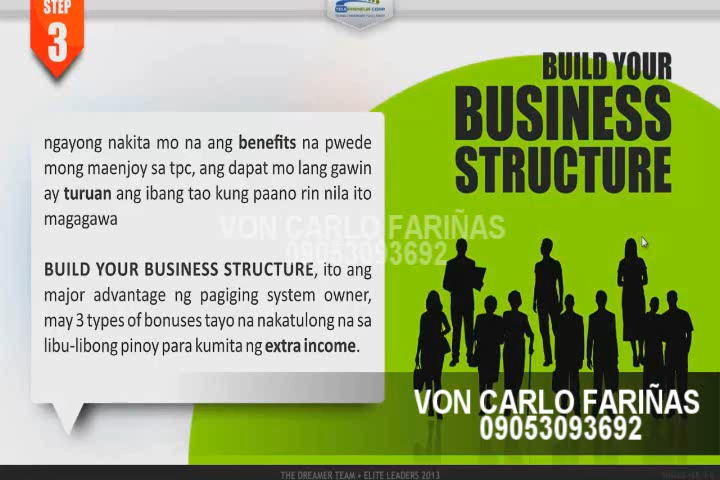 STEP
3
BUILD YOUR
BUSINESS
STRUCTURE
ngayong nakita mo na ang benefits na pwede
mong maenjoy sa tpc, ang dapat mo lang gawin
ay turuan ang ibang tao kung paano rin nila ito
magagawa
VON CARLO FARIÑAS
09053093692
BUILD YOUR BUSINESS STRUCTURE, ito ang
major advantage ng pagiging system owner,
may 3 types of bonuses tayo na nakatulong na sa
libu-libong pinoy para kumita ng extra income.
VON CARLO FARIÑAS
09053093692
THE DREAMER TEAM • ELITE LEADERS 2013